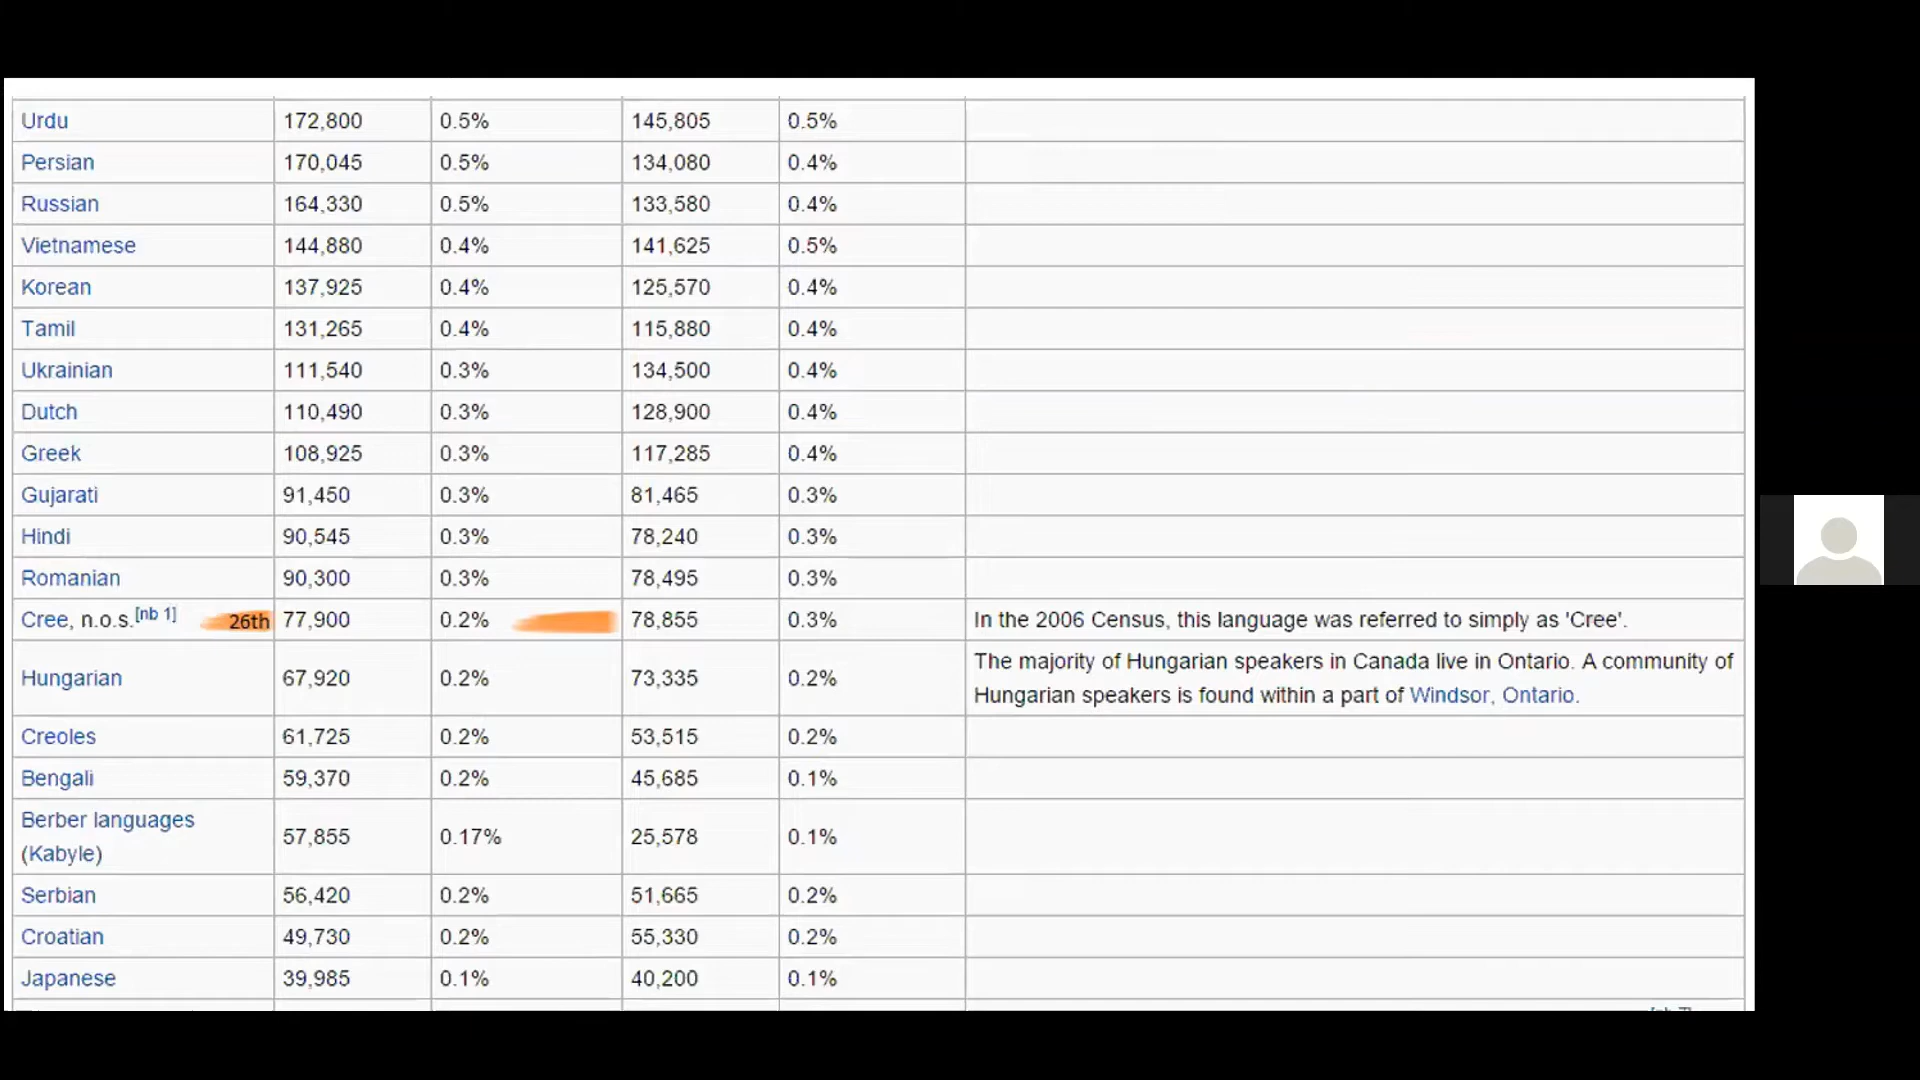 Urdu 172,800 0.5% 145,805 0.5%
Persian 170,045 0.5% 134,080 0.4%
Russian 164,330 0.5% 133,580 0.4%
Vietnamese 144,880 0.4% 141,625 0.5%
Korean 137,925 0.4% 125,570 0.4%
Tamil 131,265 0.4% 115,880 0.4%
Ukrainian 111,540 0.3% 134,500 0.4%
Dutch 110,490 0.3% 128,900 0.4%
Greek 108,925 0.3% 117,285 0.4%
Gujarati 91,450 0.3% 81,465 0.3%
Hindi 90,545 0.3% 78,240 0.3%
Romanian 90,300 0.3% 78,495 0.3%
Cree, n.o.s.[nb 1] 26th 77,900 0.2% 78,855 0.3% In the 2006 Census, this language was referred to simply as 'Cree'.
Hungarian 67,920 0.2% 73,335 0.2% The majority of Hungarian speakers in Canada live in Ontario. A community of
Hungarian speakers is found within a part of Windsor, Ontario.
Creoles 61,725 0.2% 53,515 0.2%
Bengali 59,370 0.2% 45,685 0.1%
Berber languages
(Kabyle) 57,855 0.17% 25,578 0.1%
Serbian 56,420 0.2% 51,665 0.2%
Croatian 49,730 0.2% 55,330 0.2%
Japanese 39,985 0.1% 40,200 0.1%